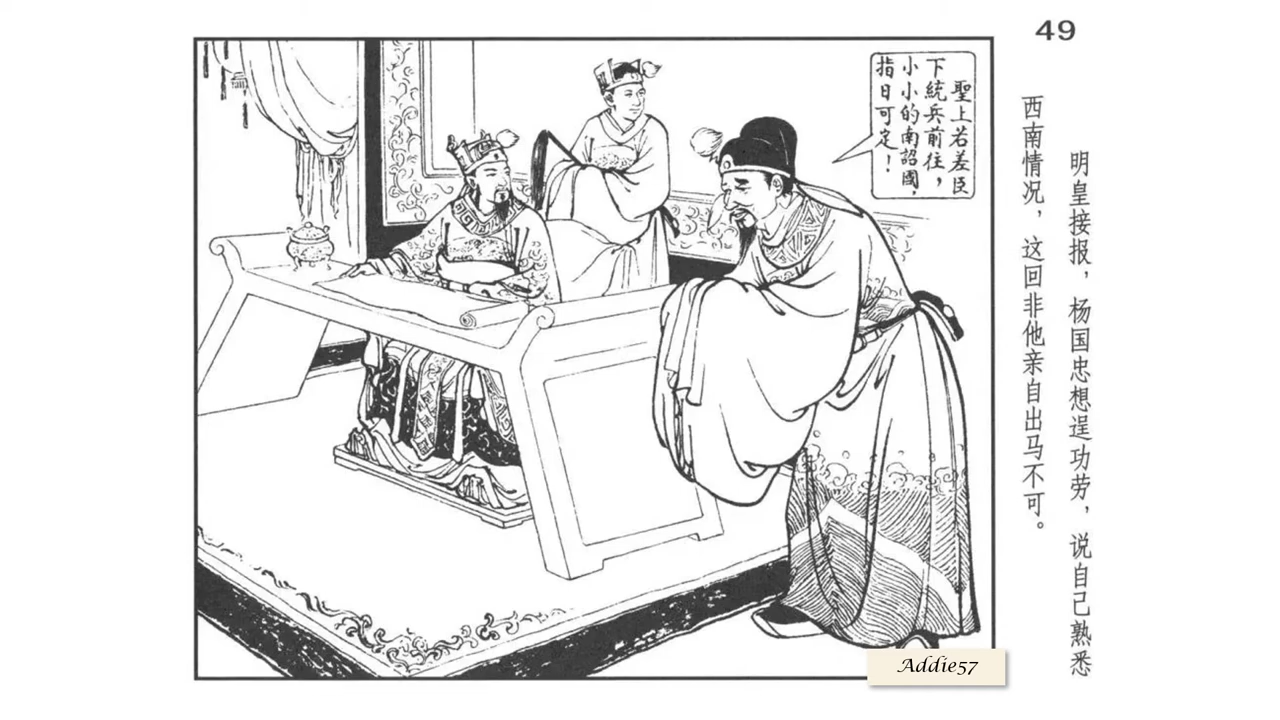 49
明皇接报，杨国忠想逞功劳，说自己熟悉
西南情况，这回非他亲自出马不可。
聖上若差臣
下統兵前往，
小小的南詔國，
指日可定！
Addie57